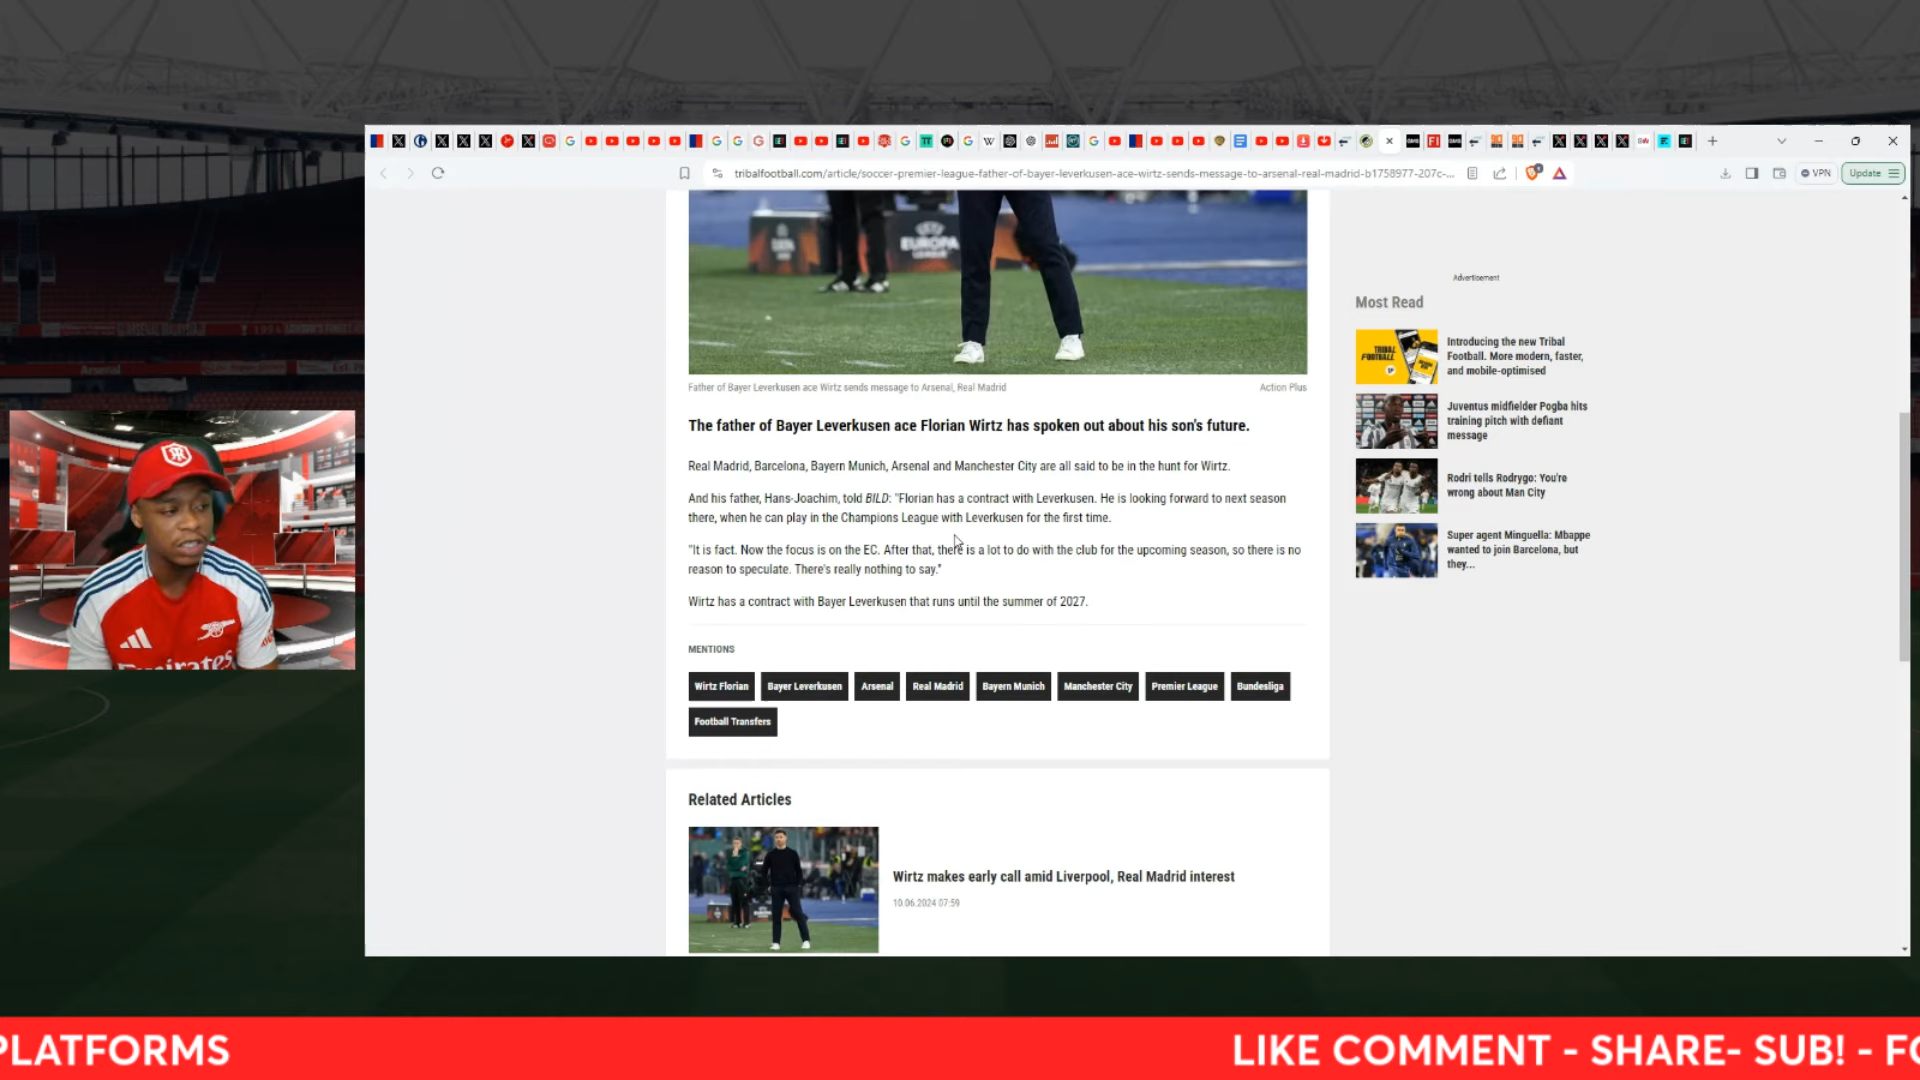 tribalfootball.com/article/soccer-premier-league-father-of-bayer-leverkusen-ace-wirtz-sends-message-to-arsenal-real-madrid-b1758977-207c-...
VPN
Update
EUROPA
LEAGUE
Father of Bayer Leverkusen ace Wirtz sends message to Arsenal, Real Madrid
Action Plus
The father of Bayer Leverkusen ace Florian Wirtz has spoken out about his son's future.
Real Madrid, Barcelona, Bayern Munich, Arsenal and Manchester City are all said to be in the hunt for Wirtz.
And his father, Hans-Joachim, told BILD: "Florian has a contract with Leverkusen. He is looking forward to next season
there, when he can play in the Champions League with Leverkusen for the first time.
"It is fact. Now the focus is on the EC. After that, there is a lot to do with the club for the upcoming season, so there is no
reason to speculate. There's really nothing to say."
Wirtz has a contract with Bayer Leverkusen that runs until the summer of 2027.
MENTIONS
Wirtz Florian
Bayer Leverkusen
Arsenal
Real Madrid
Bayern Munich
Manchester City
Premier League
Bundesliga
Football Transfers
Related Articles
Wirtz makes early call amid Liverpool, Real Madrid interest
10.06.2024 07:59
Advertisement
Most Read
TRIBAL
FOOTBALL
Introducing the new Tribal
Football. More modern, faster,
and mobile-optimised
Juventus midfielder Pogba hits
training pitch with defiant
message
Rodri tells Rodrygo: You're
wrong about Man City
Super agent Minguella: Mbappe
wanted to join Barcelona, but
they...
Arsenal
Emirates
PLATFORMS
LIKE COMMENT - SHARE- SUB! - FO